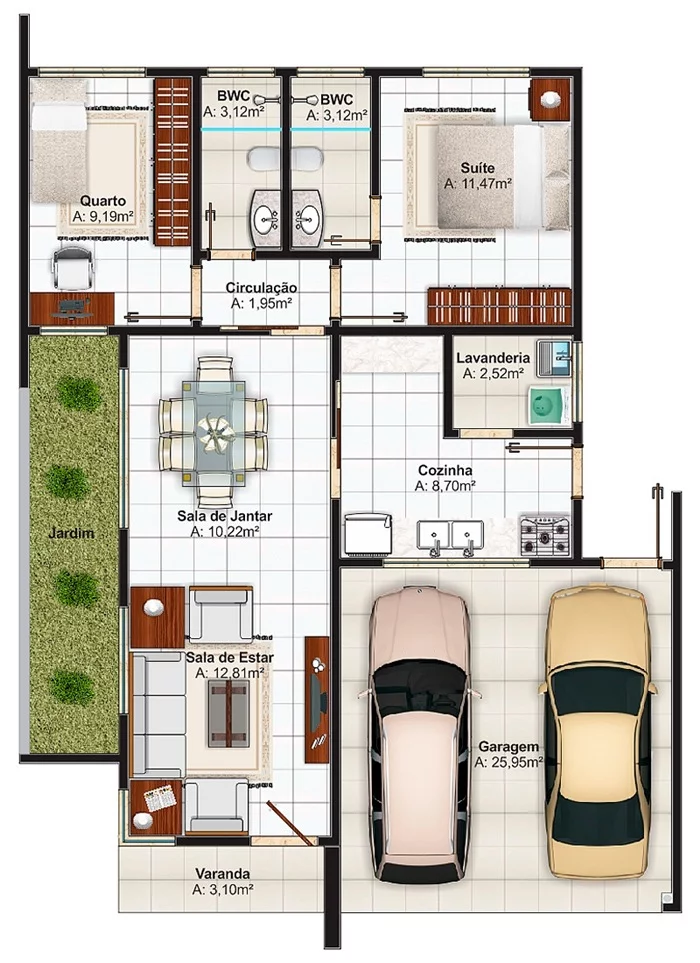 BWC
A: 3,12m²
BWC
A: 3,12m²
Suíte
A: 11,47m²
Quarto
A: 9,19m²
Circulação
A: 1,95m²
Lavanderia
A: 2,52m²
Cozinha
A: 8,70m²
Sala de Jantar
A: 10,22m²
Jardim
Sala de Estar
A: 12,81m²
Garagem
A: 25,95m²
Varanda
A: 3,10m²